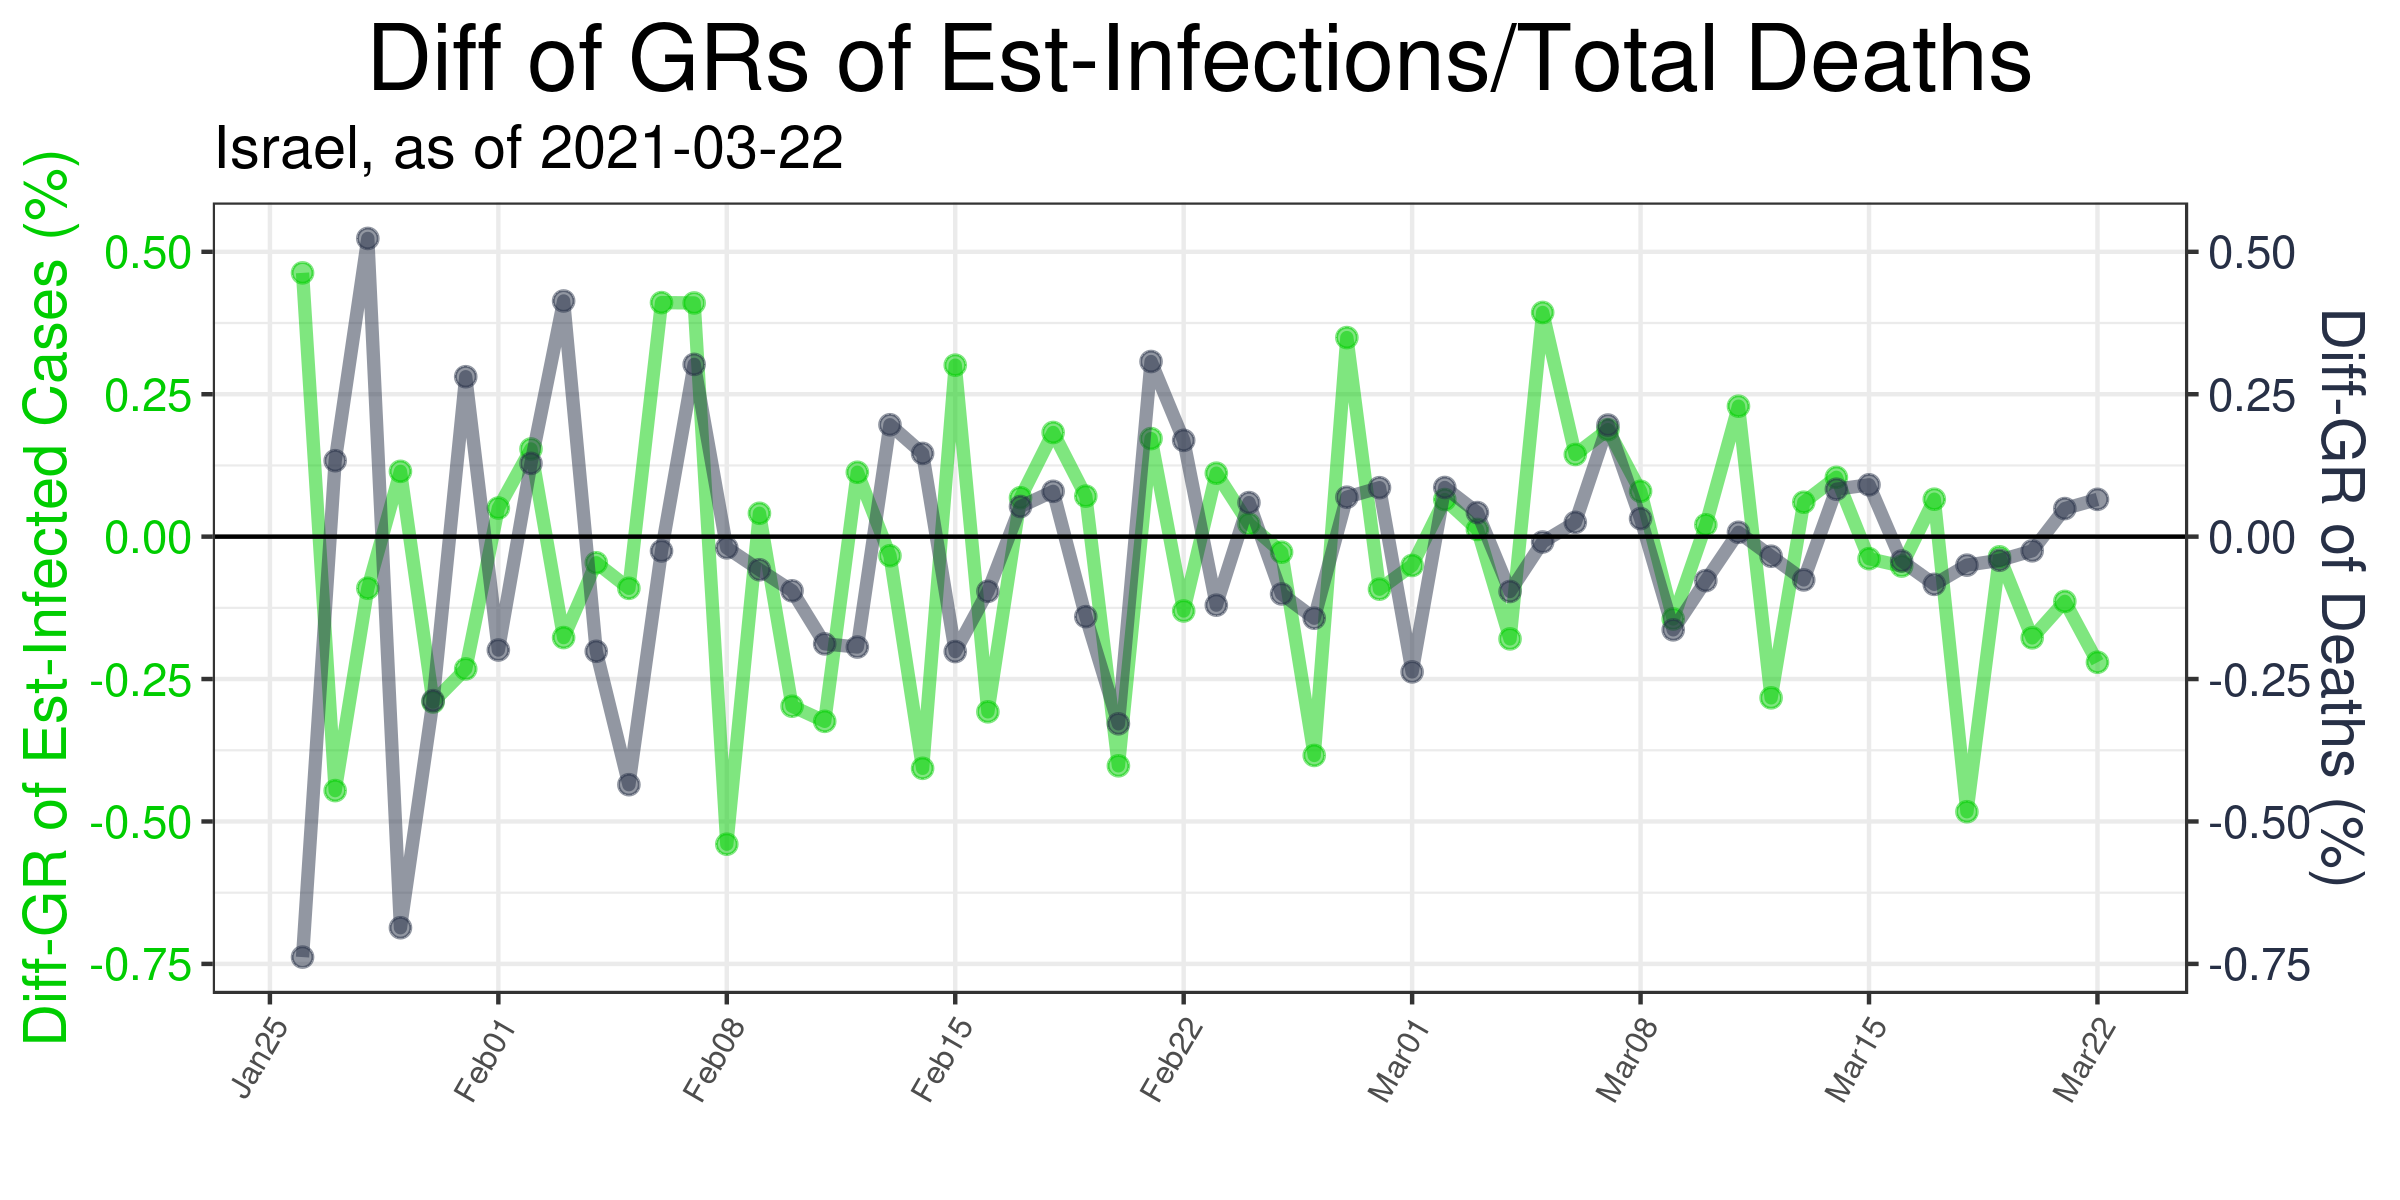 Diff of GRs of Est-Infections/Total Deaths
Israel, as of 2021-03-22
Diff-GR of Est-Infected Cases (%)
0.50
0.25
0.00
-0.25
-0.50
-0.75
0.50
0.25
0.00
-0.25
-0.50
-0.75
Diff-GR of Deaths (%)
Jan25
Feb01
Feb08
Feb15
Feb22
Mar01
Mar08
Mar15
Mar22